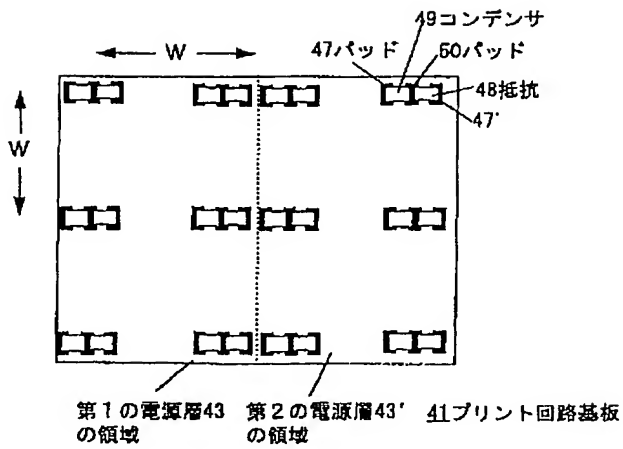 49コンデンサ
W
47パッド
50パッド
48抵抗
47'
W
第1の電源層43
の領域
第2の電源層43'
の領域
41プリント回路基板